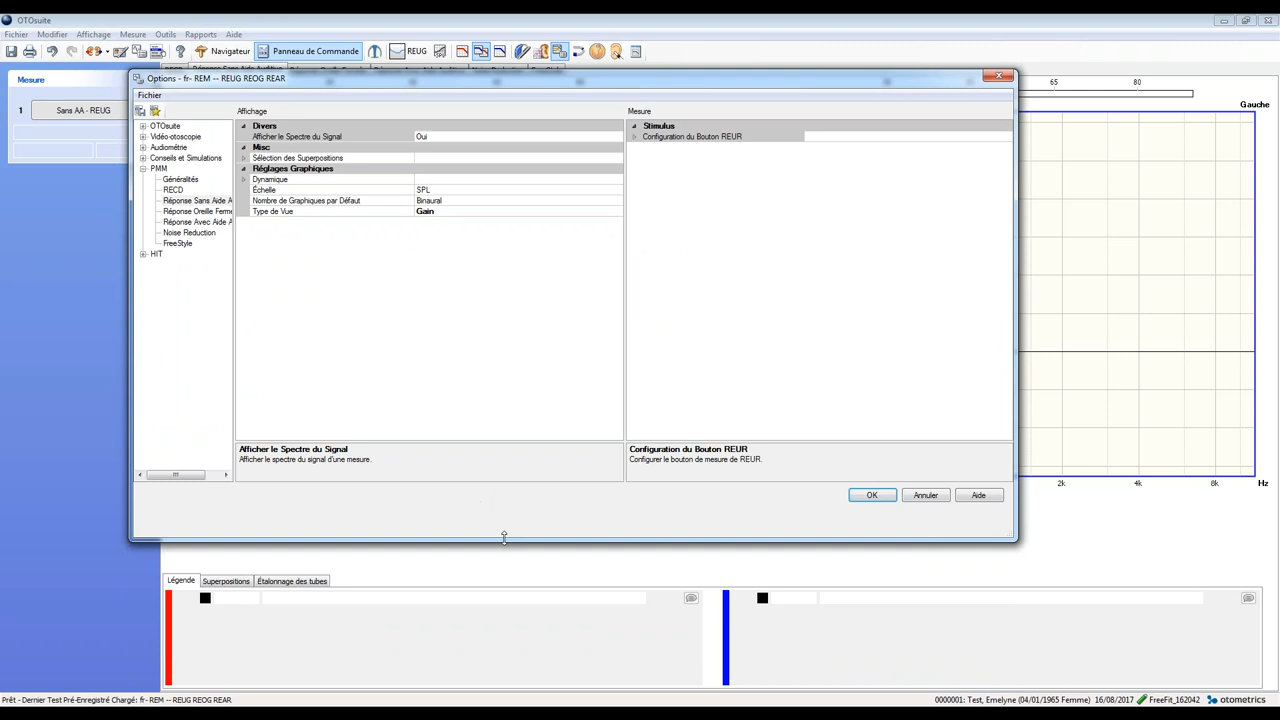 OTOsuite
Fichier Modifier Affichage Mesure Outils Rapports Aide
Navigateur Panneau de Commande REUG
Mesure
1 Sans AA - REUG
Options - fr- REM -- REUG REOG REAR
Fichier
Affichage
Mesure
OTOsuite
Vidéo-otoscopie
Audiométrie
Conseils et Simulations
PMM
Généralités
RECD
Réponse Sans Aide A
Réponse Oreille Ferm
Réponse Avec Aide A
Noise Reduction
FreeStyle
HIT
Divers
Afficher le Spectre du Signal Oui
Misc
Sélection des Superpositions
Réglages Graphiques
Dynamique
Échelle SPL
Nombre de Graphiques par Défaut Binaural
Type de Vue Gain
Stimulus
Configuration du Bouton REUR
Afficher le Spectre du Signal
Afficher le spectre du signal d'une mesure.
Configuration du Bouton REUR
Configurer le bouton de mesure de REUR.
OK Annuler Aide
65 80
Gauche
2k 4k 8k Hz
Légende Superpositions Étalonnage des tubes
Prêt - Dernier Test Pré-Enregistré Chargé: fr- REM -- REUG REOG REAR
0000001: Test, Emelyne (04/01/1965 Femme) 16/08/2017 FreeFit_162042 otometrics